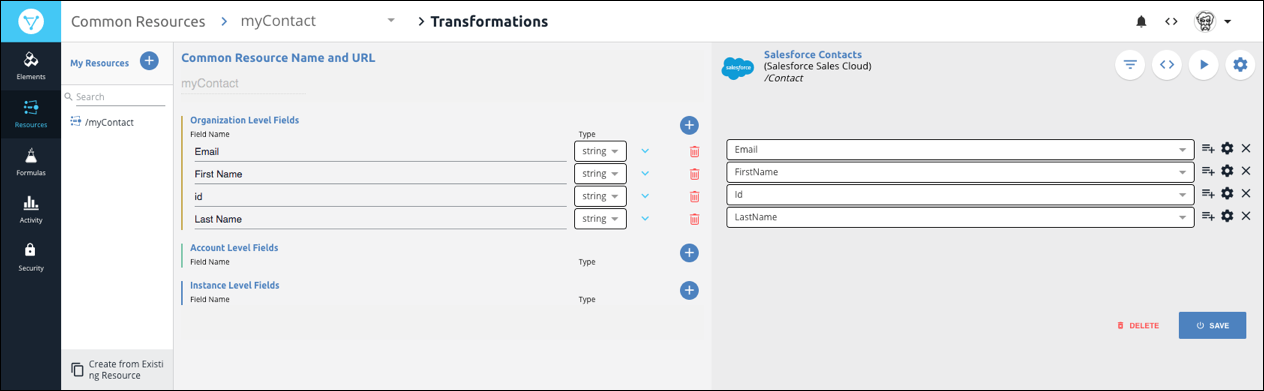 Common Resources > myContact > Transformations
Elements
Resources
Formulas
Activity
Security
My Resources
Search
/myContact
Create from Existi
ng Resource
Common Resource Name and URL
myContact
Organization Level Fields
Field Name Type
Email string
First Name string
id string
Last Name string
Account Level Fields
Field Name Type
Instance Level Fields
Field Name Type
salesforce
Salesforce Contacts
(Salesforce Sales Cloud)
/Contact
Email
FirstName
Id
LastName
DELETE SAVE